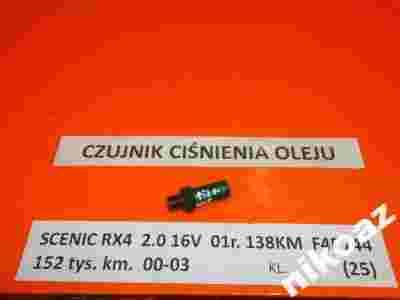 CZUJNIK CIŚNIENIA OLEJU
SCENIC RX4 2.0 16V 01r. 138KM
152 tys. km. 00-03 KL. (25)
nikoaz